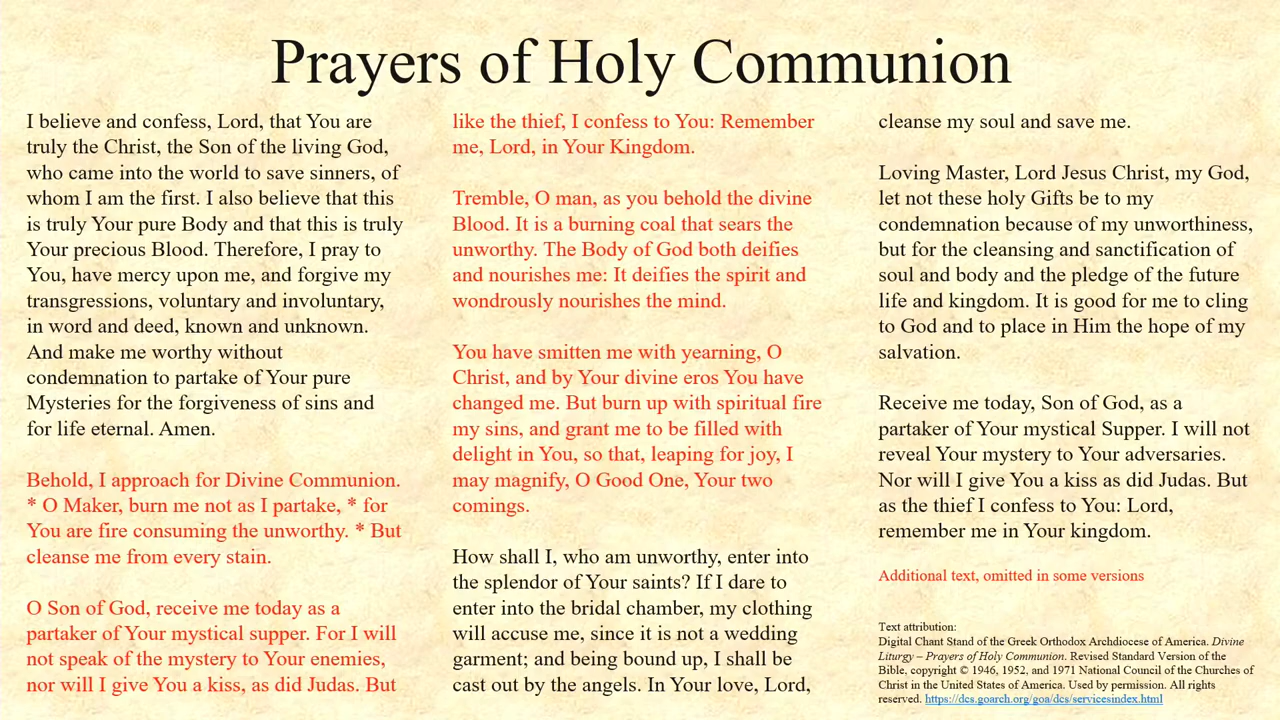 Prayers of Holy Communion
I believe and confess, Lord, that You are
truly the Christ, the Son of the living God,
who came into the world to save sinners, of
whom I am the first. I also believe that this
is truly Your pure Body and that this is truly
Your precious Blood. Therefore, I pray to
You, have mercy upon me, and forgive my
transgressions, voluntary and involuntary,
in word and deed, known and unknown.
And make me worthy without
condemnation to partake of Your pure
Mysteries for the forgiveness of sins and
for life eternal. Amen.
Behold, I approach for Divine Communion.
* O Maker, burn me not as I partake, * for
You are fire consuming the unworthy. * But
cleanse me from every stain.
O Son of God, receive me today as a
partaker of Your mystical supper. For I will
not speak of the mystery to Your enemies,
nor will I give You a kiss, as did Judas. But
like the thief, I confess to You: Remember
me, Lord, in Your Kingdom.
Tremble, O man, as you behold the divine
Blood. It is a burning coal that sears the
unworthy. The Body of God both deifies
and nourishes me: It deifies the spirit and
wondrously nourishes the mind.
You have smitten me with yearning, O
Christ, and by Your divine eros You have
changed me. But burn up with spiritual fire
my sins, and grant me to be filled with
delight in You, so that, leaping for joy, I
may magnify, O Good One, Your two
comings.
How shall I, who am unworthy, enter into
the splendor of Your saints? If I dare to
enter into the bridal chamber, my clothing
will accuse me, since it is not a wedding
garment; and being bound up, I shall be
cast out by the angels. In Your love, Lord,
cleanse my soul and save me.
Loving Master, Lord Jesus Christ, my God,
let not these holy Gifts be to my
condemnation because of my unworthiness,
but for the cleansing and sanctification of
soul and body and the pledge of the future
life and kingdom. It is good for me to cling
to God and to place in Him the hope of my
salvation.
Receive me today, Son of God, as a
partaker of Your mystical Supper. I will not
reveal Your mystery to Your adversaries.
Nor will I give You a kiss as did Judas. But
as the thief I confess to You: Lord,
remember me in Your kingdom.
Additional text, omitted in some versions
Text attribution:
Digital Chant Stand of the Greek Orthodox Archdiocese of America. Divine
Liturgy – Prayers of Holy Communion. Revised Standard Version of the
Bible, copyright © 1946, 1952, and 1971 National Council of the Churches of
Christ in the United States of America. Used by permission. All rights
reserved. https://dcs.goarch.org/goa/dcs/servicesindex.html